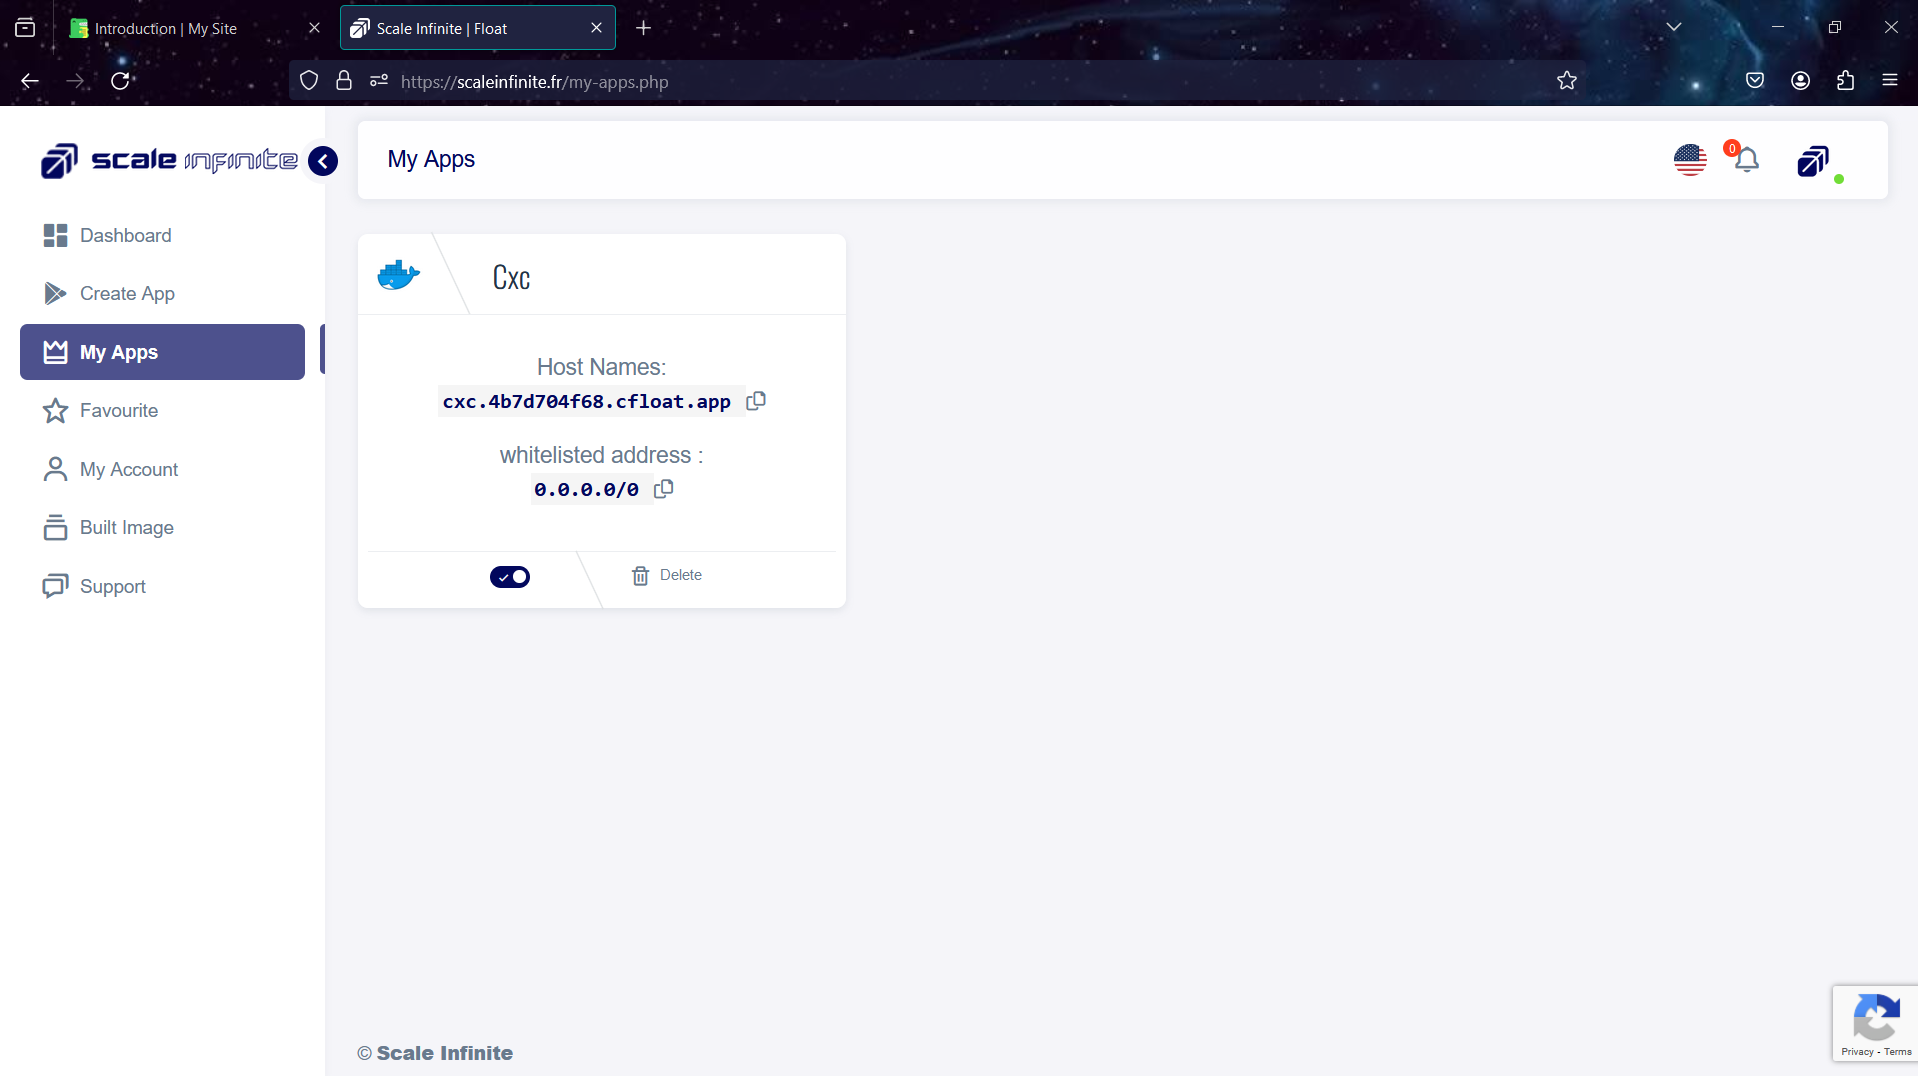 Introduction | My Site
Scale Infinite | Float
https://scaleinfinite.fr/my-apps.php
scale infinite
My Apps
0
Dashboard
Create App
My Apps
Favourite
My Account
Built Image
Support
Cxc
Host Names:
cxc.4b7d704f68.cfloat.app
whitelisted address :
0.0.0.0/0
Delete
© Scale Infinite
Privacy - Terms